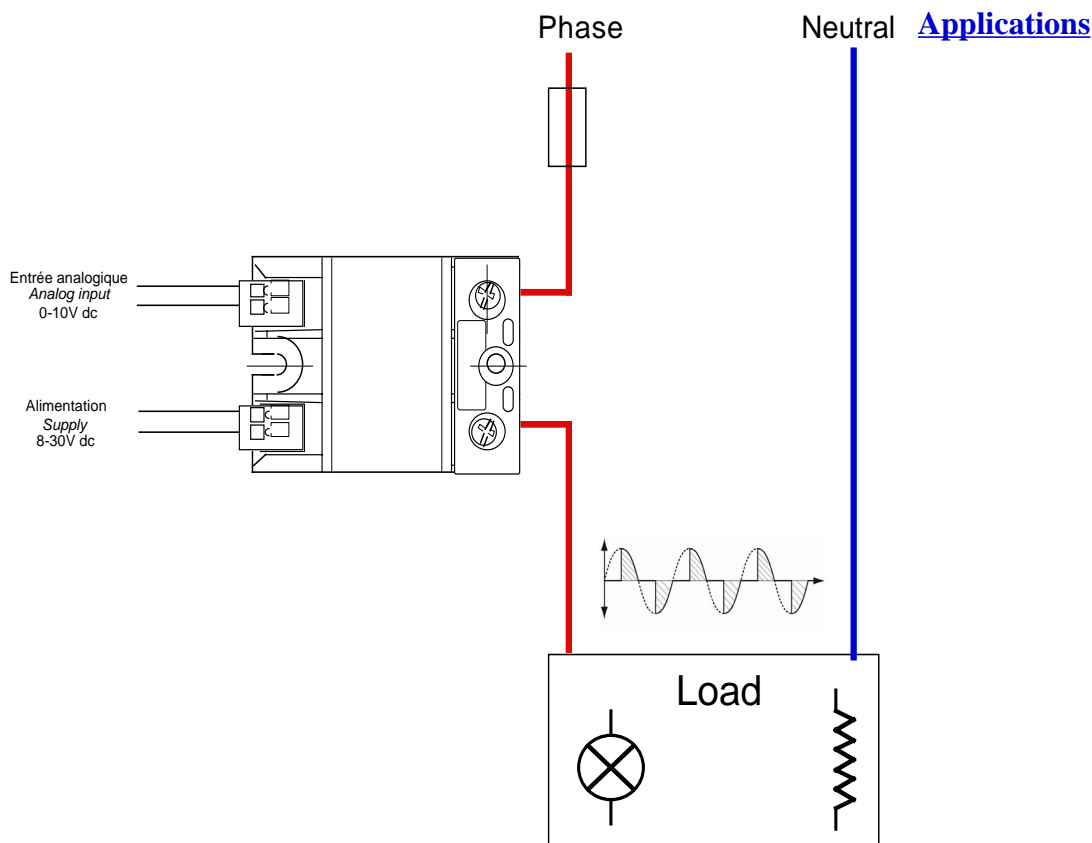 Phase
Neutral
Applications
Entrée analogique
Analog input
0-10V dc
Alimentation
Supply
8-30V dc
Load